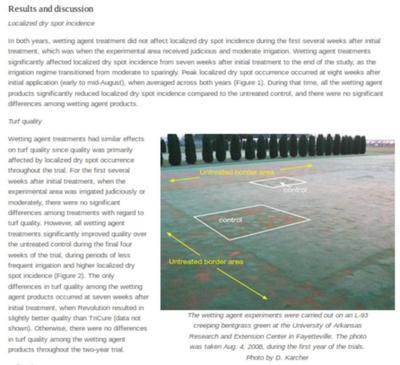 Results and discussion
Localized dry spot incidence
In both years, wetting agent treatment did not affect localized dry spot incidence during the first several weeks after initial
treatment, which was when the experimental area received judicious and moderate irrigation. Wetting agent treatments
significantly affected localized dry spot incidence from seven weeks after initial treatment to the end of the study, as the
irrigation regime transitioned from moderate to sparingly. Peak localized dry spot occurrence occurred at eight weeks after
initial application (early to mid-August), when averaged across both years (Figure 1). During that time, all the wetting agent
products significantly reduced localized dry spot incidence compared to the untreated control, and there were no significant
differences among wetting agent products.
Turf quality
Wetting agent treatments had similar effects
on turf quality since quality was primarily
affected by localized dry spot occurrence
throughout the trial. For the first several
weeks after initial treatment, when the
experimental area was irrigated judiciously or
moderately, there were no significant
differences among treatments with regard to
turf quality. However, all wetting agent
treatments significantly improved quality over
the untreated control during the final four
weeks of the trial, during periods of less
frequent irrigation and higher localized dry
spot incidence (Figure 2). The only
differences in turf quality among the wetting
agent products occurred at seven weeks after
initial treatment, when Revolution resulted in
slightly better quality than TriCure (data not
shown). Otherwise, there were no differences
in turf quality among the wetting agent
products throughout the two-year trial.
Untreated border area
control
control
Untreated border area
The wetting agent experiments were carried out on an L-93
creeping bentgrass green at the University of Arkansas
Research and Extension Center in Fayetteville. The photo
was taken Aug. 4, 2008, during the first year of the trials.
Photo by D. Karcher